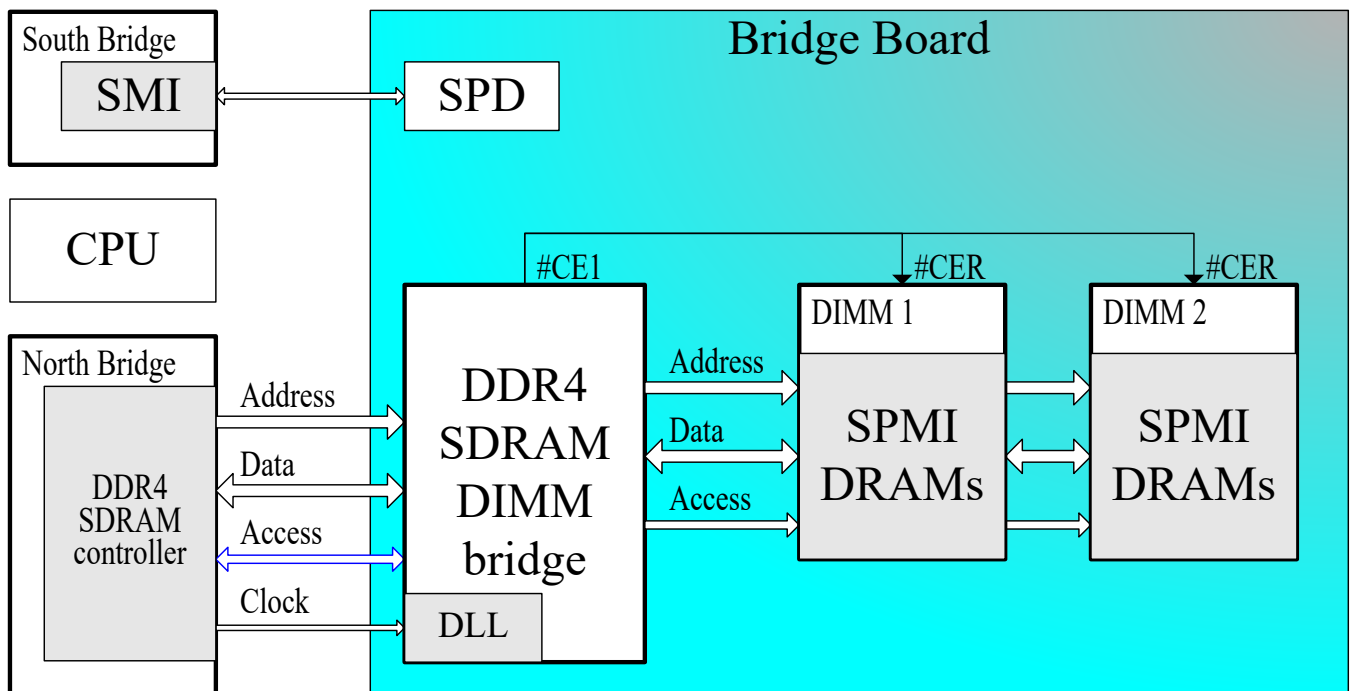 South Bridge
SMI
SPD
Bridge Board
CPU
#CE1
#CER
#CER
North Bridge
DDR4
SDRAM
controller
Address
Data
Access
Clock
DDR4
SDRAM
DIMM
bridge
DLL
Address
Data
Access
DIMM 1
SPMI
DRAMs
DIMM 2
SPMI
DRAMs